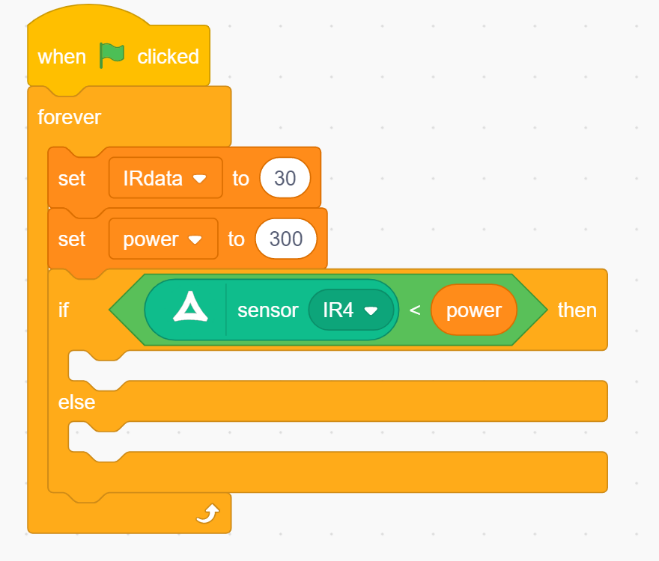 when clicked
forever
set IRdata to 30
set power to 300
if sensor IR4 < power then
else